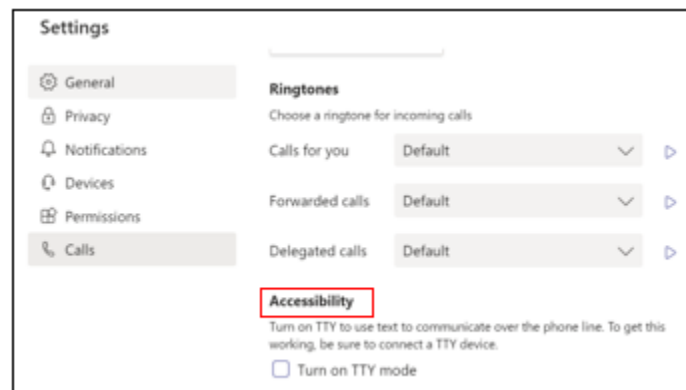 Settings
General
Privacy
Notifications
Devices
Permissions
Calls
Ringtones
Choose a ringtone for incoming calls
Calls for you Default
Forwarded calls Default
Delegated calls Default
Accessibility
Turn on TTY to use text to communicate over the phone line. To get this
working, be sure to connect a TTY device.
Turn on TTY mode